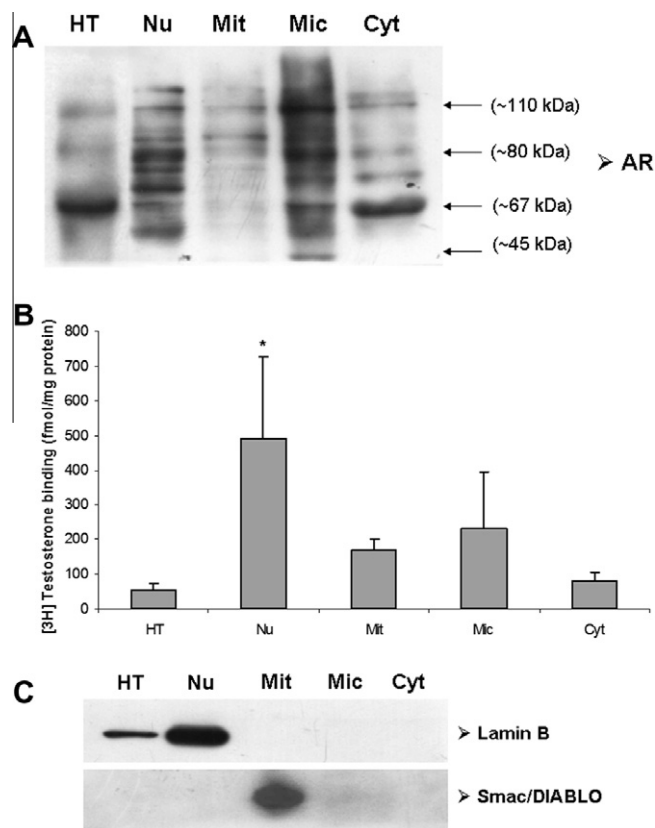 A
HT Nu Mit Mic Cyt
(~110 kDa)
(~80 kDa)
➢ AR
(~67 kDa)
(~45 kDa)
B
[3H] Testosterone binding (fmol/mg protein)
800
700
600
500
400
300
200
100
0
*
HT Nu Mit Mic Cyt
C
HT Nu Mit Mic Cyt
➢ Lamin B
➢ Smac/DIABLO